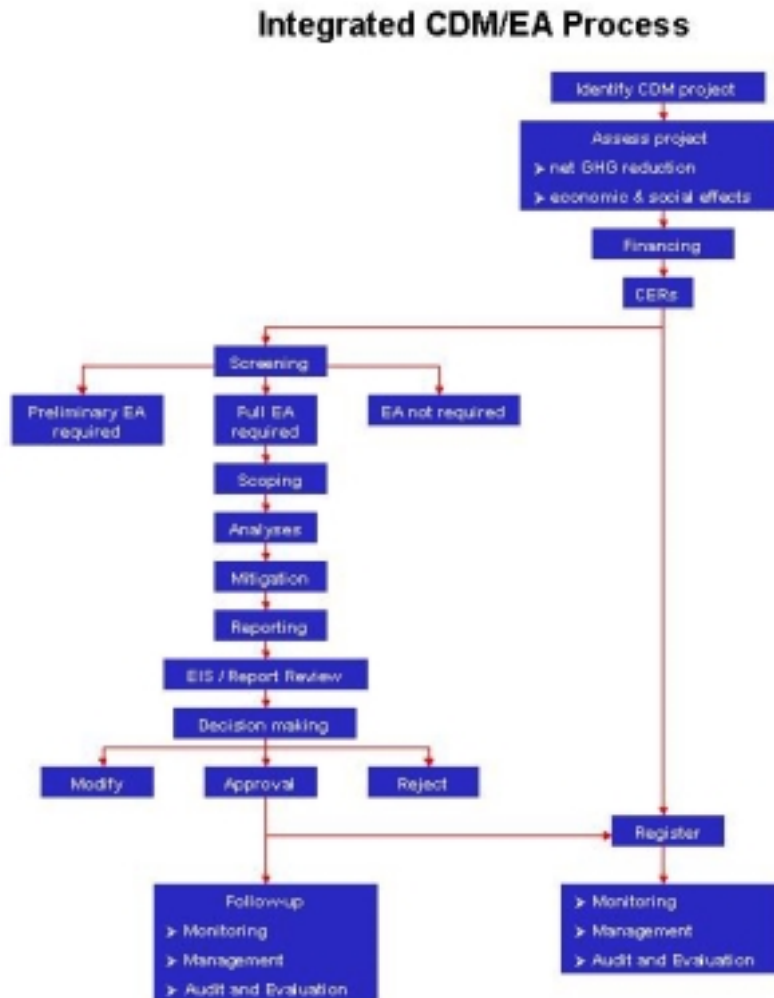 Integrated CDM/EA Process
Identify CDM project
Assess project
➤ net GHG reduction
➤ economic & social effects
Financing
CERs
Screening
Preliminary EA
required
Full EA
required
EA not required
Scoping
Analyses
Mitigation
Reporting
EIS / Report Review
Decision making
Modify
Approval
Reject
Register
Follow-up
➤ Monitoring
➤ Management
➤ Audit and Evaluation
➤ Monitoring
➤ Management
➤ Audit and Evaluation